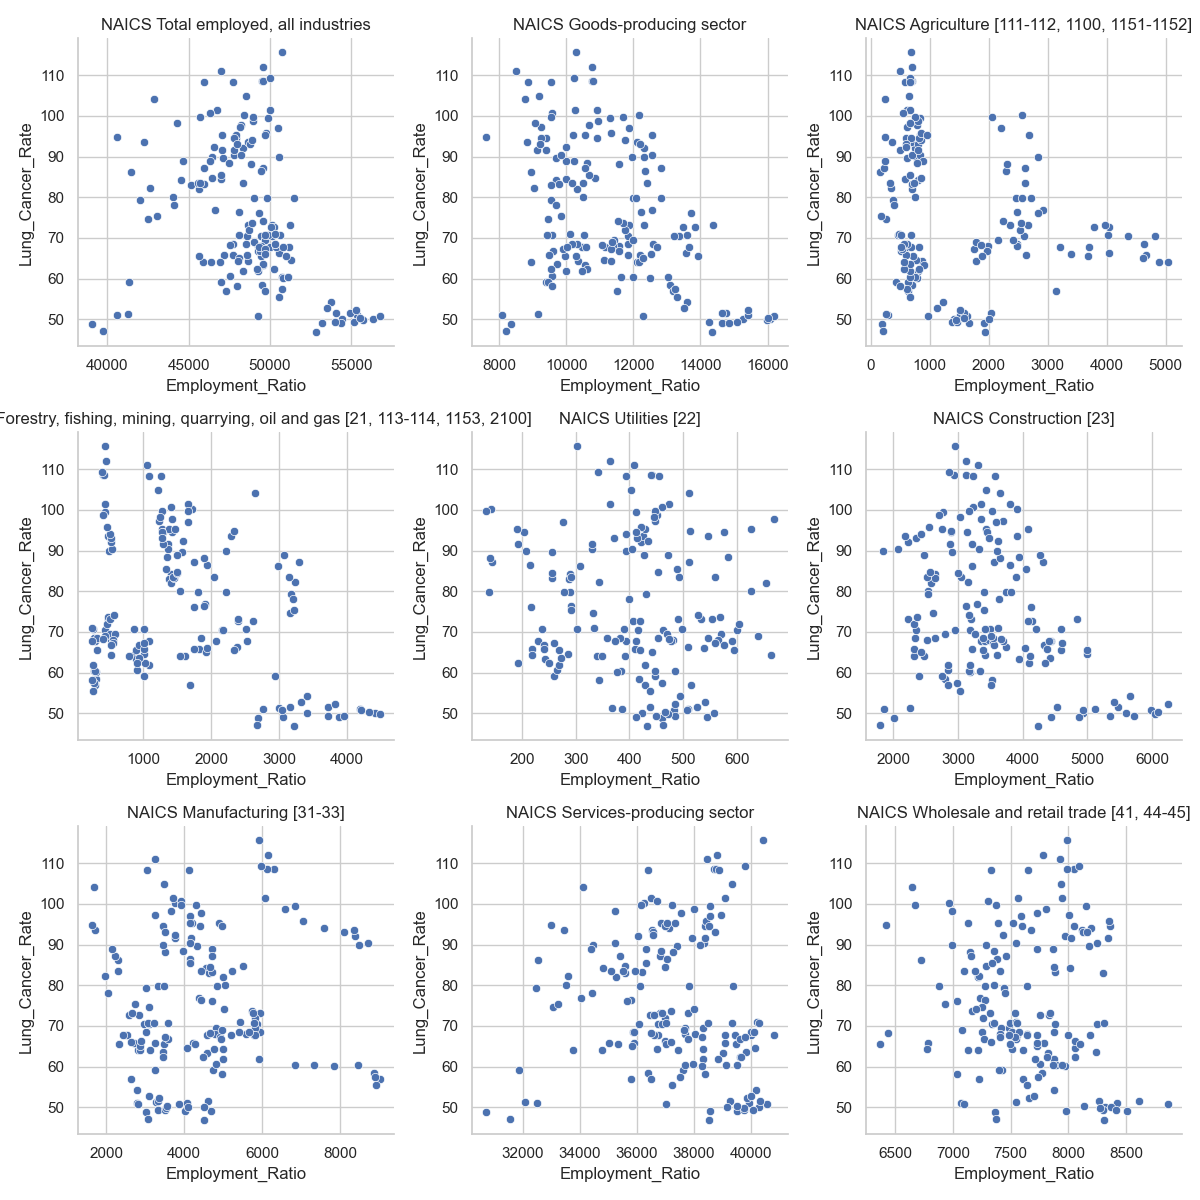 NAICS Total employed, all industries
Lung_Cancer_Rate
110
100
90
80
70
60
50
40000 45000 50000 55000
Employment_Ratio
NAICS Goods-producing sector
Lung_Cancer_Rate
110
100
90
80
70
60
50
8000 10000 12000 14000 16000
Employment_Ratio
NAICS Agriculture [111-112, 1100, 1151-1152]
Lung_Cancer_Rate
110
100
90
80
70
60
50
0 1000 2000 3000 4000 5000
Employment_Ratio
Forestry, fishing, mining, quarrying, oil and gas [21, 113-114, 1153, 2100]
Lung_Cancer_Rate
110
100
90
80
70
60
50
1000 2000 3000 4000
Employment_Ratio
NAICS Utilities [22]
Lung_Cancer_Rate
110
100
90
80
70
60
50
200 300 400 500 600
Employment_Ratio
NAICS Construction [23]
Lung_Cancer_Rate
110
100
90
80
70
60
50
2000 3000 4000 5000 6000
Employment_Ratio
NAICS Manufacturing [31-33]
Lung_Cancer_Rate
110
100
90
80
70
60
50
2000 4000 6000 8000
Employment_Ratio
NAICS Services-producing sector
Lung_Cancer_Rate
110
100
90
80
70
60
50
32000 34000 36000 38000 40000
Employment_Ratio
NAICS Wholesale and retail trade [41, 44-45]
Lung_Cancer_Rate
110
100
90
80
70
60
50
6500 7000 7500 8000 8500
Employment_Ratio